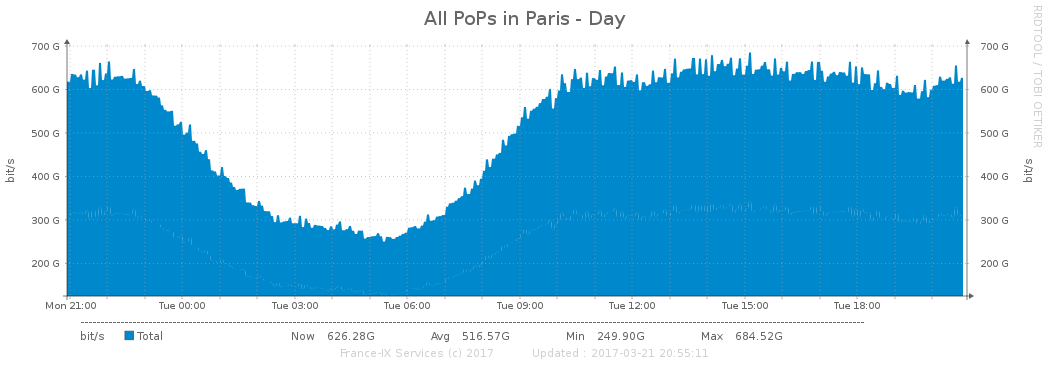 All PoPs in Paris - Day
RRDTOOL / TOBI OETIKER
700 G 700 G
600 G 600 G
500 G 500 G
400 G 400 G
300 G 300 G
200 G 200 G
bit/s bit/s
Mon 21:00 Tue 00:00 Tue 03:00 Tue 06:00 Tue 09:00 Tue 12:00 Tue 15:00 Tue 18:00
bit/s Total Now 626.28G Avg 516.57G Min 249.90G Max 684.52G
France-IX Services (c) 2017 Updated : 2017-03-21 20:55:11